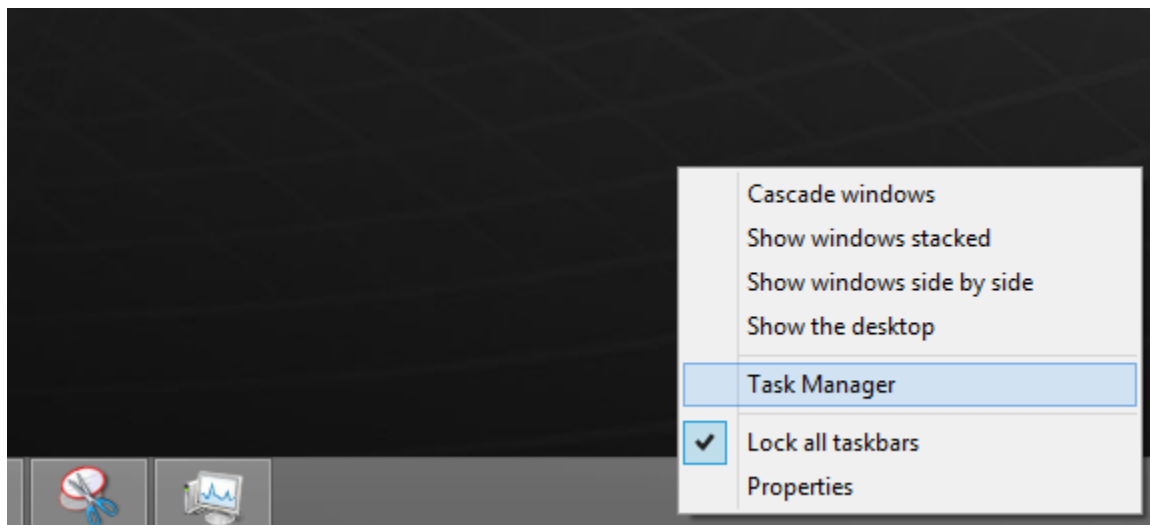 Cascade windows
Show windows stacked
Show windows side by side
Show the desktop
Task Manager
Lock all taskbars
Properties